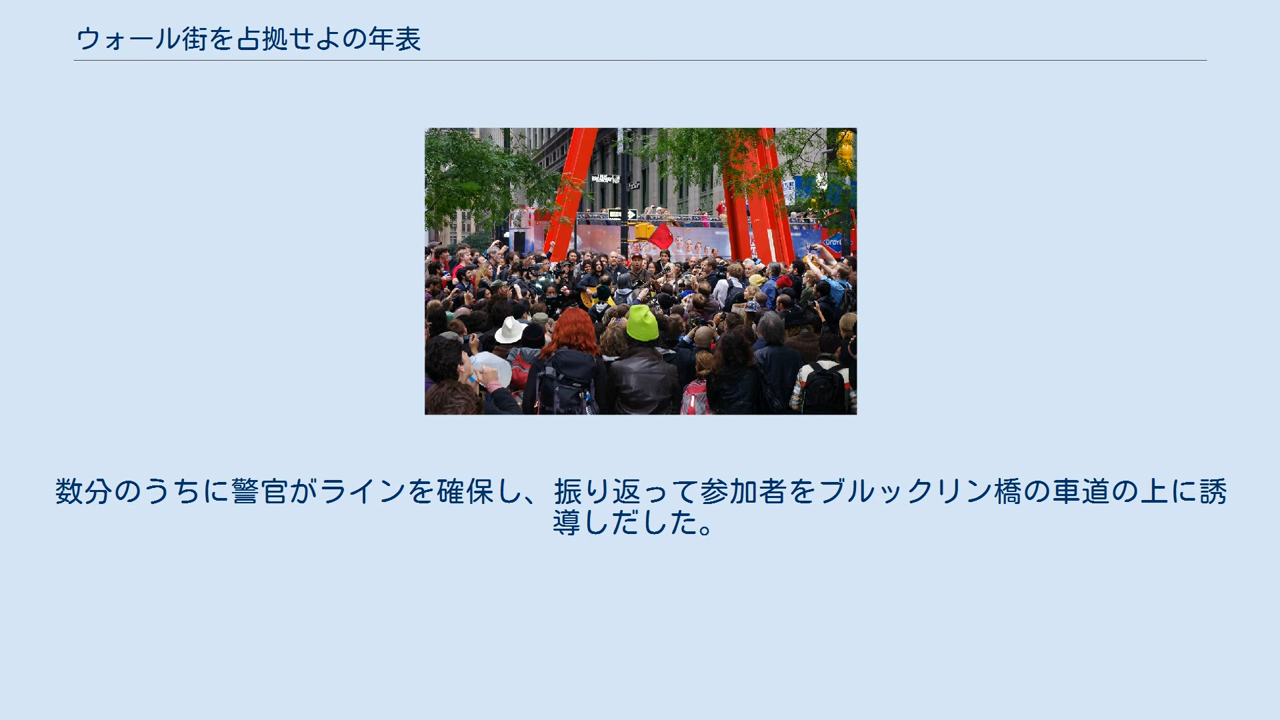 ウォール街を占拠せよの年表
数分のうちに警官がラインを確保し、振り返って参加者をブルックリン橋の車道の上に誘
導しだした。